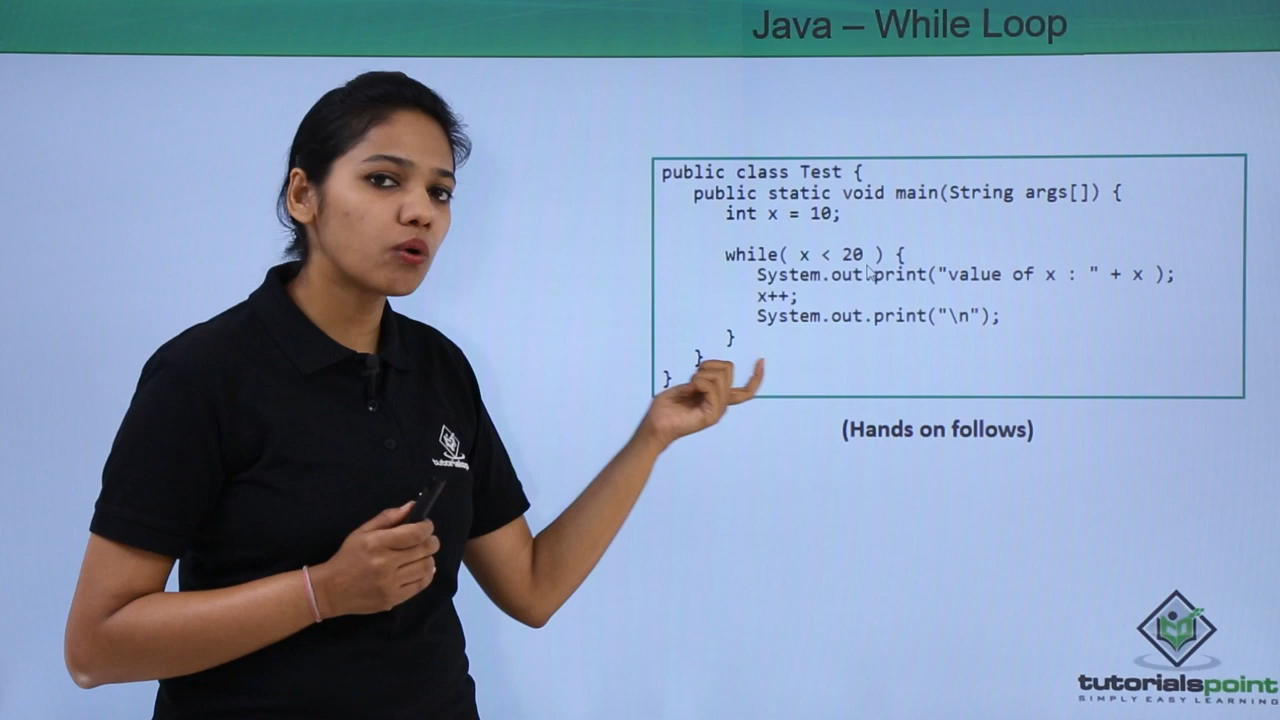 Java – While Loop
public class Test {
public static void main(String args[]) {
int x = 10;
while( x < 20 ) {
System.out.print("value of x : " + x );
x++;
System.out.print("\n");
}
}
}
(Hands on follows)
tutorialspoint
SIMPLY EASY LEARNING